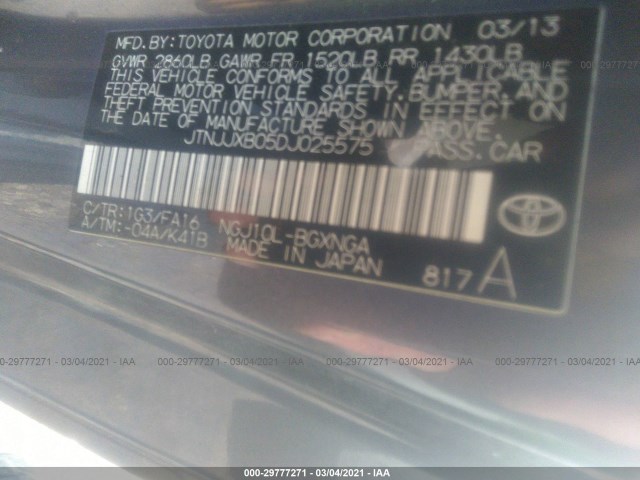 MFD.BY:TOYOTA MOTOR CORPORATION 03/13
GVWR 2860LB GAWR FR 1520LB RR 1430LB
THIS VEHICLE CONFORMS TO ALL APPLICABLE
FEDERAL MOTOR VEHICLE SAFETY,BUMPER,AND
THEFT PREVENTION STANDARDS IN EFFECT ON
THE DATE OF MANUFACTURE SHOWN ABOVE.
JTNJJXB05DJ025575 PASS.CAR
C/TR:1G3/FA16 NGJ10L-BGXNGA
A/TM:-04A/K41B MADE IN JAPAN 817A
000-29777271 - 03/04/2021 - IAA
000-29777271 - 03/04/2021 - IAA
000-29777271 - 03/04/2021 - IAA
000-29777271 - 03/04/2021 - IAA